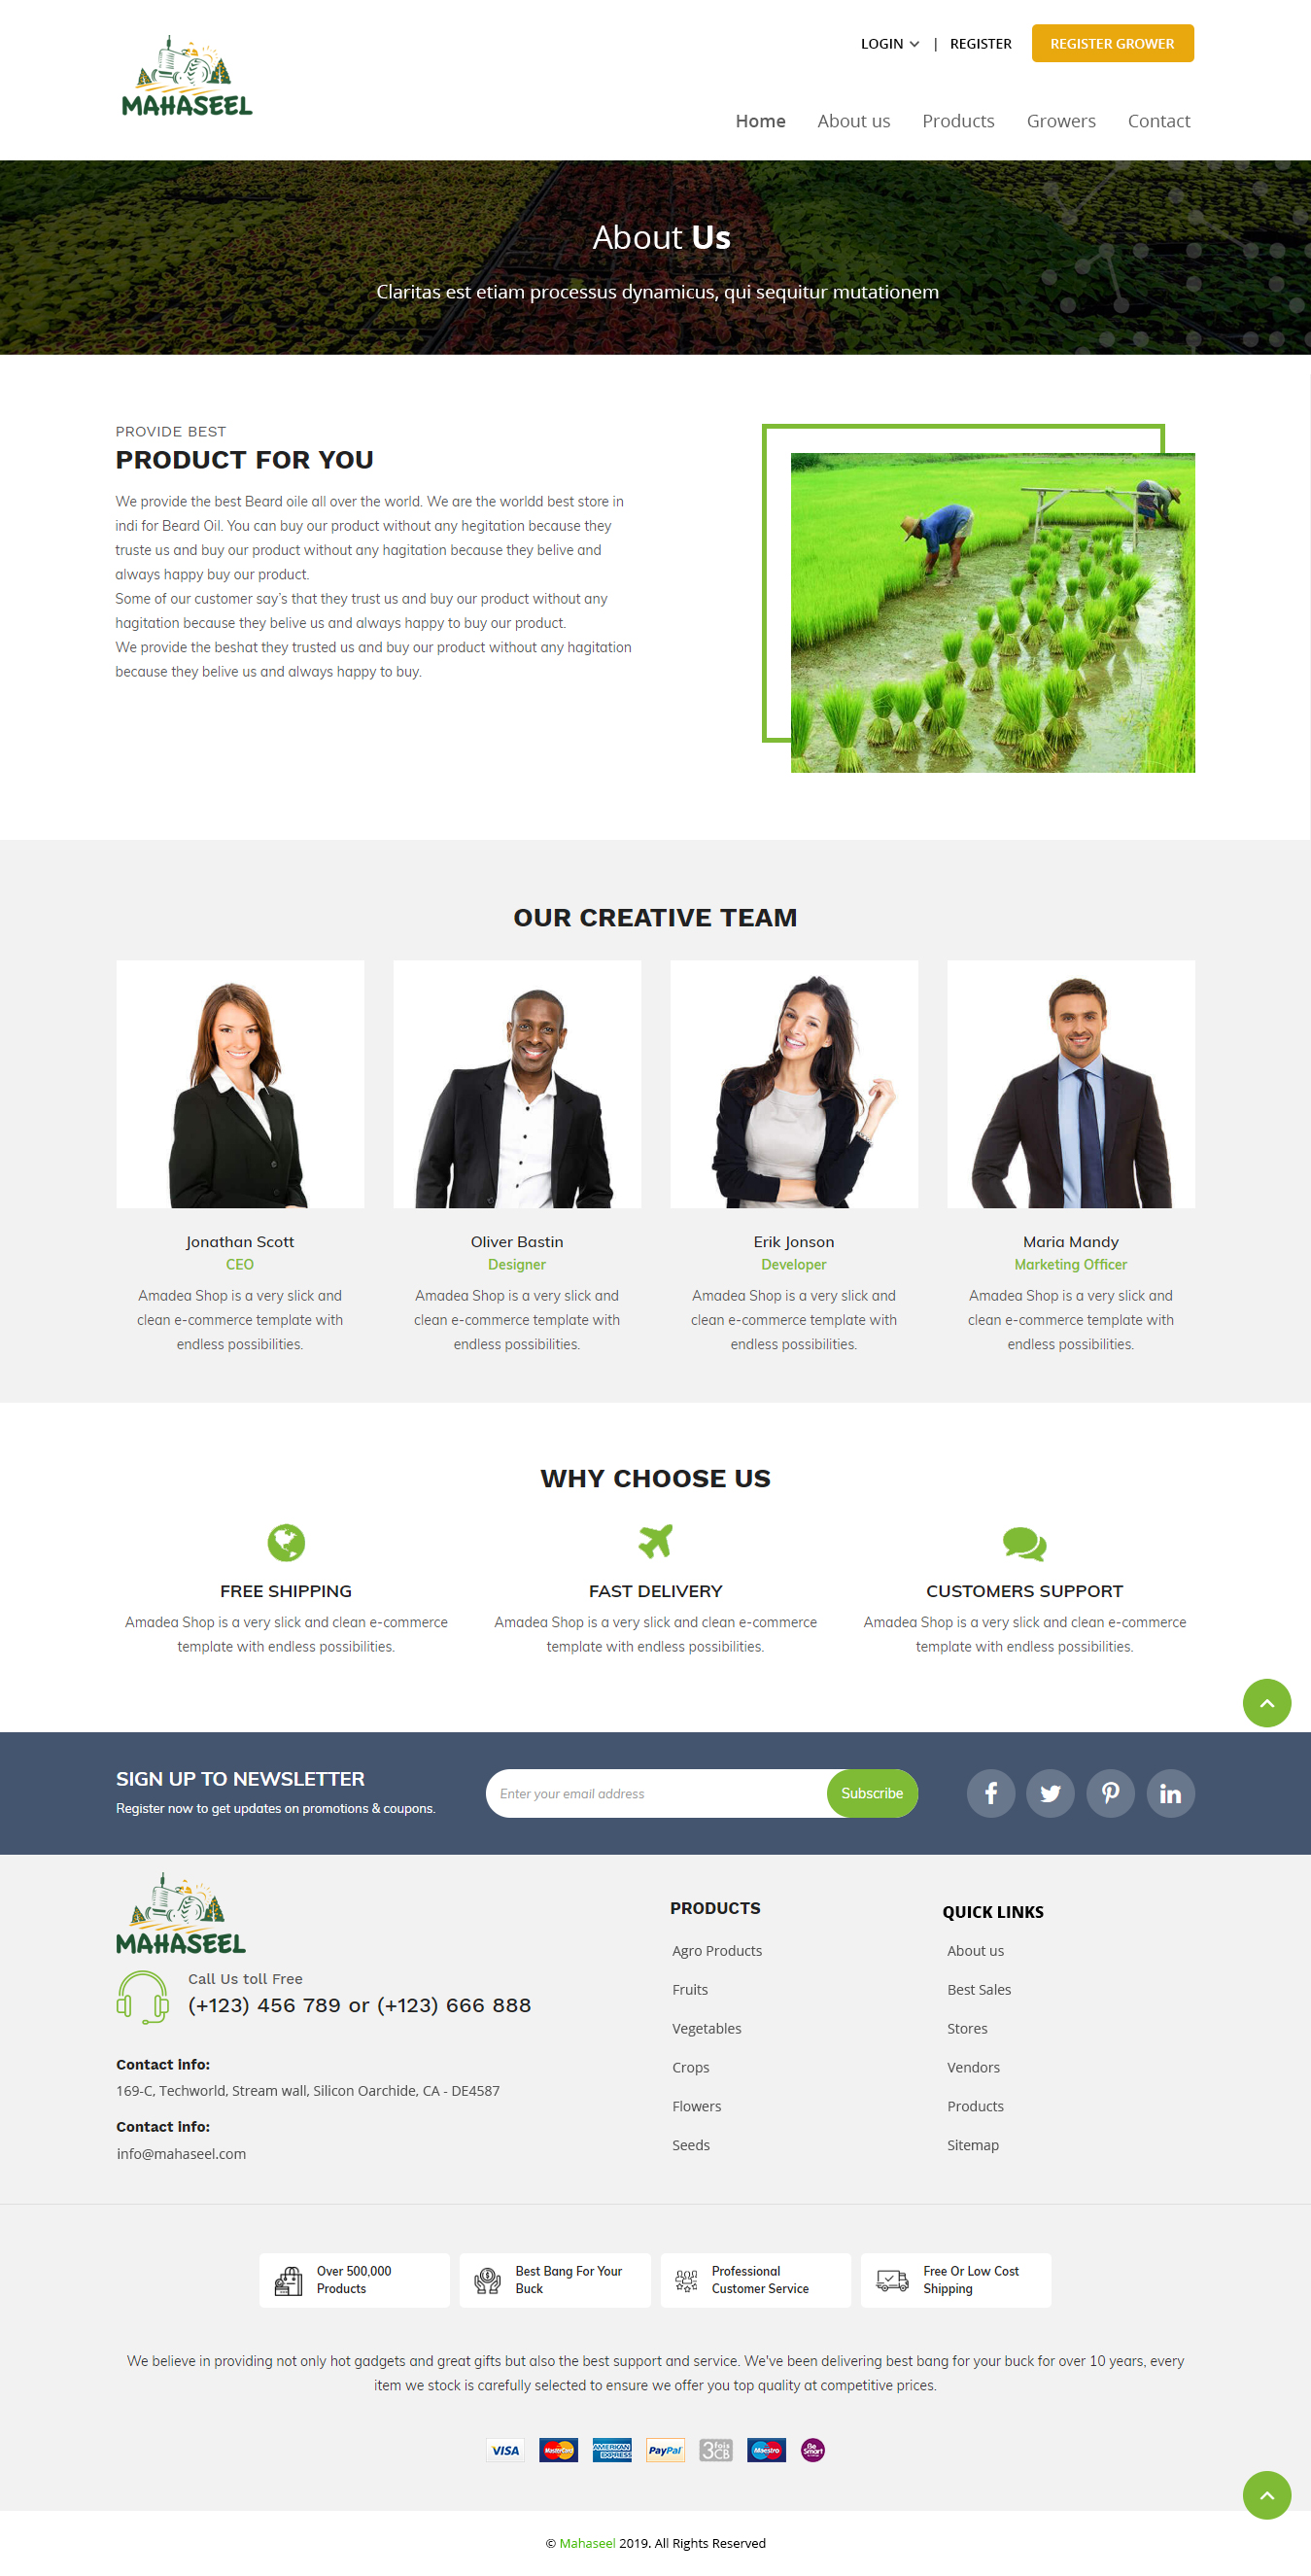 MAHASEEL
LOGIN | REGISTER REGISTER GROWER
Home About us Products Growers Contact
About Us
Claritas est etiam processus dynamicus, qui sequitur mutationem
PROVIDE BEST
PRODUCT FOR YOU
We provide the best Beard oile all over the world. We are the worldd best store in
indi for Beard Oil. You can buy our product without any hegitation because they
truste us and buy our product without any hagitation because they belive and
always happy buy our product.
Some of our customer say's that they trust us and buy our product without any
hagitation because they belive us and always happy to buy our product.
We provide the beshat they trusted us and buy our product without any hagitation
because they belive us and always happy to buy.
OUR CREATIVE TEAM
Jonathan Scott
CEO
Amadea Shop is a very slick and
clean e-commerce template with
endless possibilities.
Oliver Bastin
Designer
Amadea Shop is a very slick and
clean e-commerce template with
endless possibilities.
Erik Jonson
Developer
Amadea Shop is a very slick and
clean e-commerce template with
endless possibilities.
Maria Mandy
Marketing Officer
Amadea Shop is a very slick and
clean e-commerce template with
endless possibilities.
WHY CHOOSE US
FREE SHIPPING
Amadea Shop is a very slick and clean e-commerce
template with endless possibilities.
FAST DELIVERY
Amadea Shop is a very slick and clean e-commerce
template with endless possibilities.
CUSTOMERS SUPPORT
Amadea Shop is a very slick and clean e-commerce
template with endless possibilities.
SIGN UP TO NEWSLETTER
Register now to get updates on promotions & coupons.
Enter your email address
Subscribe
MAHASEEL
Call Us toll Free
(+123) 456 789 or (+123) 666 888
Contact info:
169-C, Techworld, Stream wall, Silicon Oarchide, CA - DE4587
Contact info:
info@mahaseel.com
PRODUCTS
Agro Products
Fruits
Vegetables
Crops
Flowers
Seeds
QUICK LINKS
About us
Best Sales
Stores
Vendors
Products
Sitemap
Over 500,000
Products
Best Bang For Your
Buck
Professional
Customer Service
Free Or Low Cost
Shipping
We believe in providing not only hot gadgets and great gifts but also the best support and service. We've been delivering best bang for your buck for over 10 years, every
item we stock is carefully selected to ensure we offer you top quality at competitive prices.
VISA
MasterCard
AMERICAN EXPRESS
PayPal
3 fois CB
Maestro
Be Smart
© Mahaseel 2019. All Rights Reserved